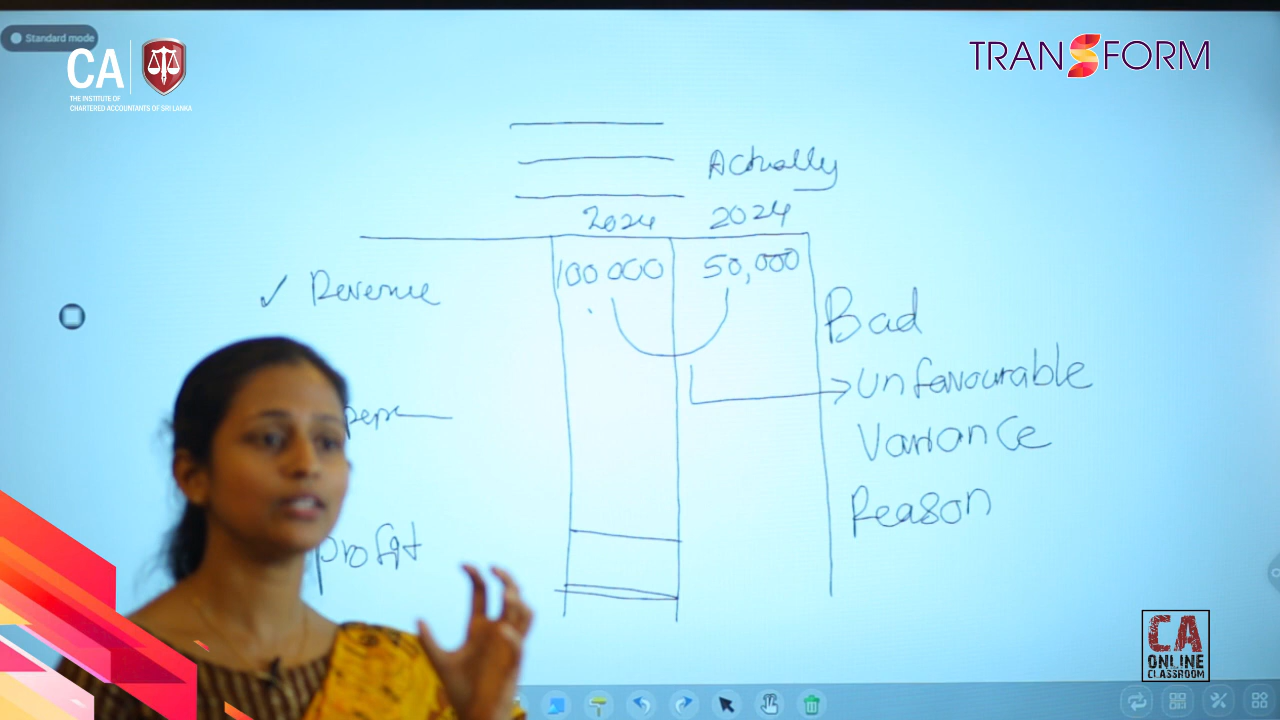 Standard mode
CA
THE INSTITUTE OF
CHARTERED ACCOUNTANTS OF SRI LANKA
TRANSFORM
Actually
2024 2024
✓ Revenue 100 000 50,000
Bad
Unfavourable
Variance
Reason
Profit
CA
ONLINE
CLASSROOM